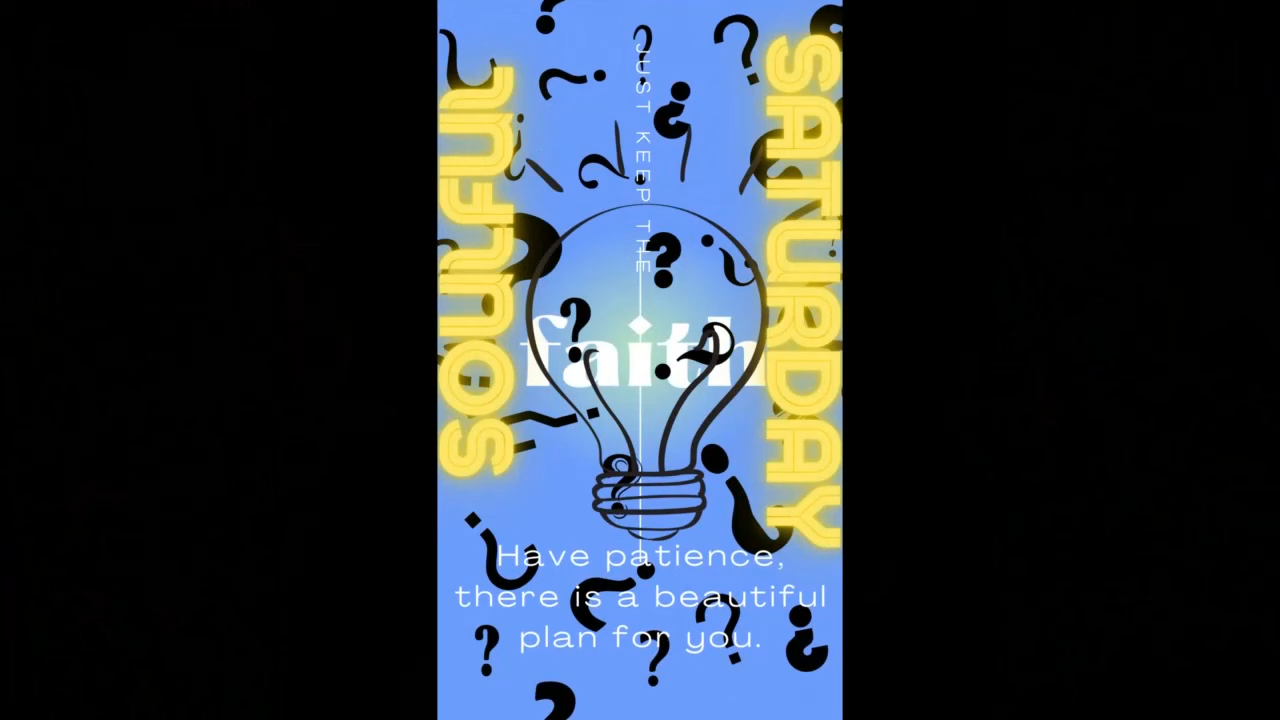 SOULFUL
SATURDAY
JUST KEEP THE
faith
Have patience,
there is a beautiful
plan for you.